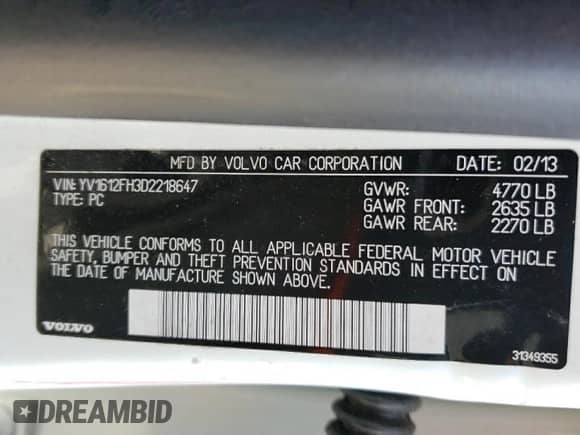 MFD BY VOLVO CAR CORPORATION DATE: 02/13
VIN: YV1612FH3D2218647
TYPE: PC
GVWR: 4770 LB
GAWR FRONT: 2635 LB
GAWR REAR: 2270 LB
THIS VEHICLE CONFORMS TO ALL APPLICABLE FEDERAL MOTOR VEHICLE
SAFETY, BUMPER AND THEFT PREVENTION STANDARDS IN EFFECT ON
THE DATE OF MANUFACTURE SHOWN ABOVE.
VOLVO
31349355
DREAMBID